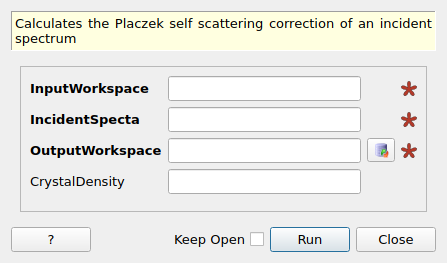 Calculates the Placzek self scattering correction of an incident
spectrum
InputWorkspace
IncidentSpecta
OutputWorkspace
CrystalDensity
? Keep Open Run Close